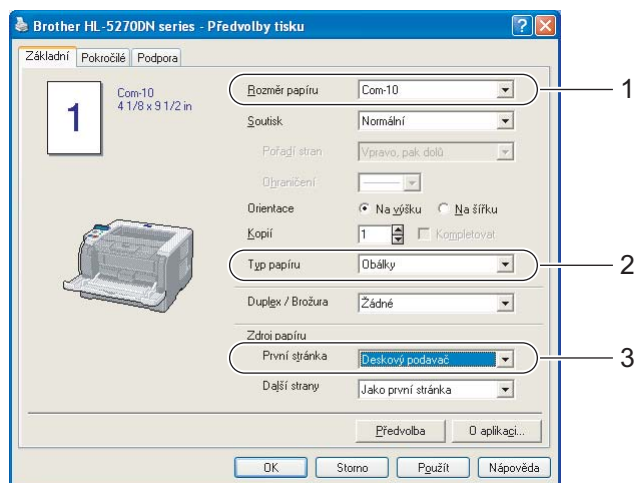 Brother HL-5270DN series - Předvolby tisku
Základní Pokročilé Podpora
1
Com-10
4 1/8 x 9 1/2 in
Rozměr papíru Com-10 1
Soutisk Normální
Pořadí stran Vpravo, pak dolů
Ohraničení
Orientace Na výšku Na šířku
Kopií 1 Kompletovat
Typ papíru Obálky 2
Duplex / Brožura Žádné
Zdroj papíru
První stránka Deskový podavač 3
Další strany Jako první stránka
Předvolba O aplikaci...
OK Storno Použít Nápověda